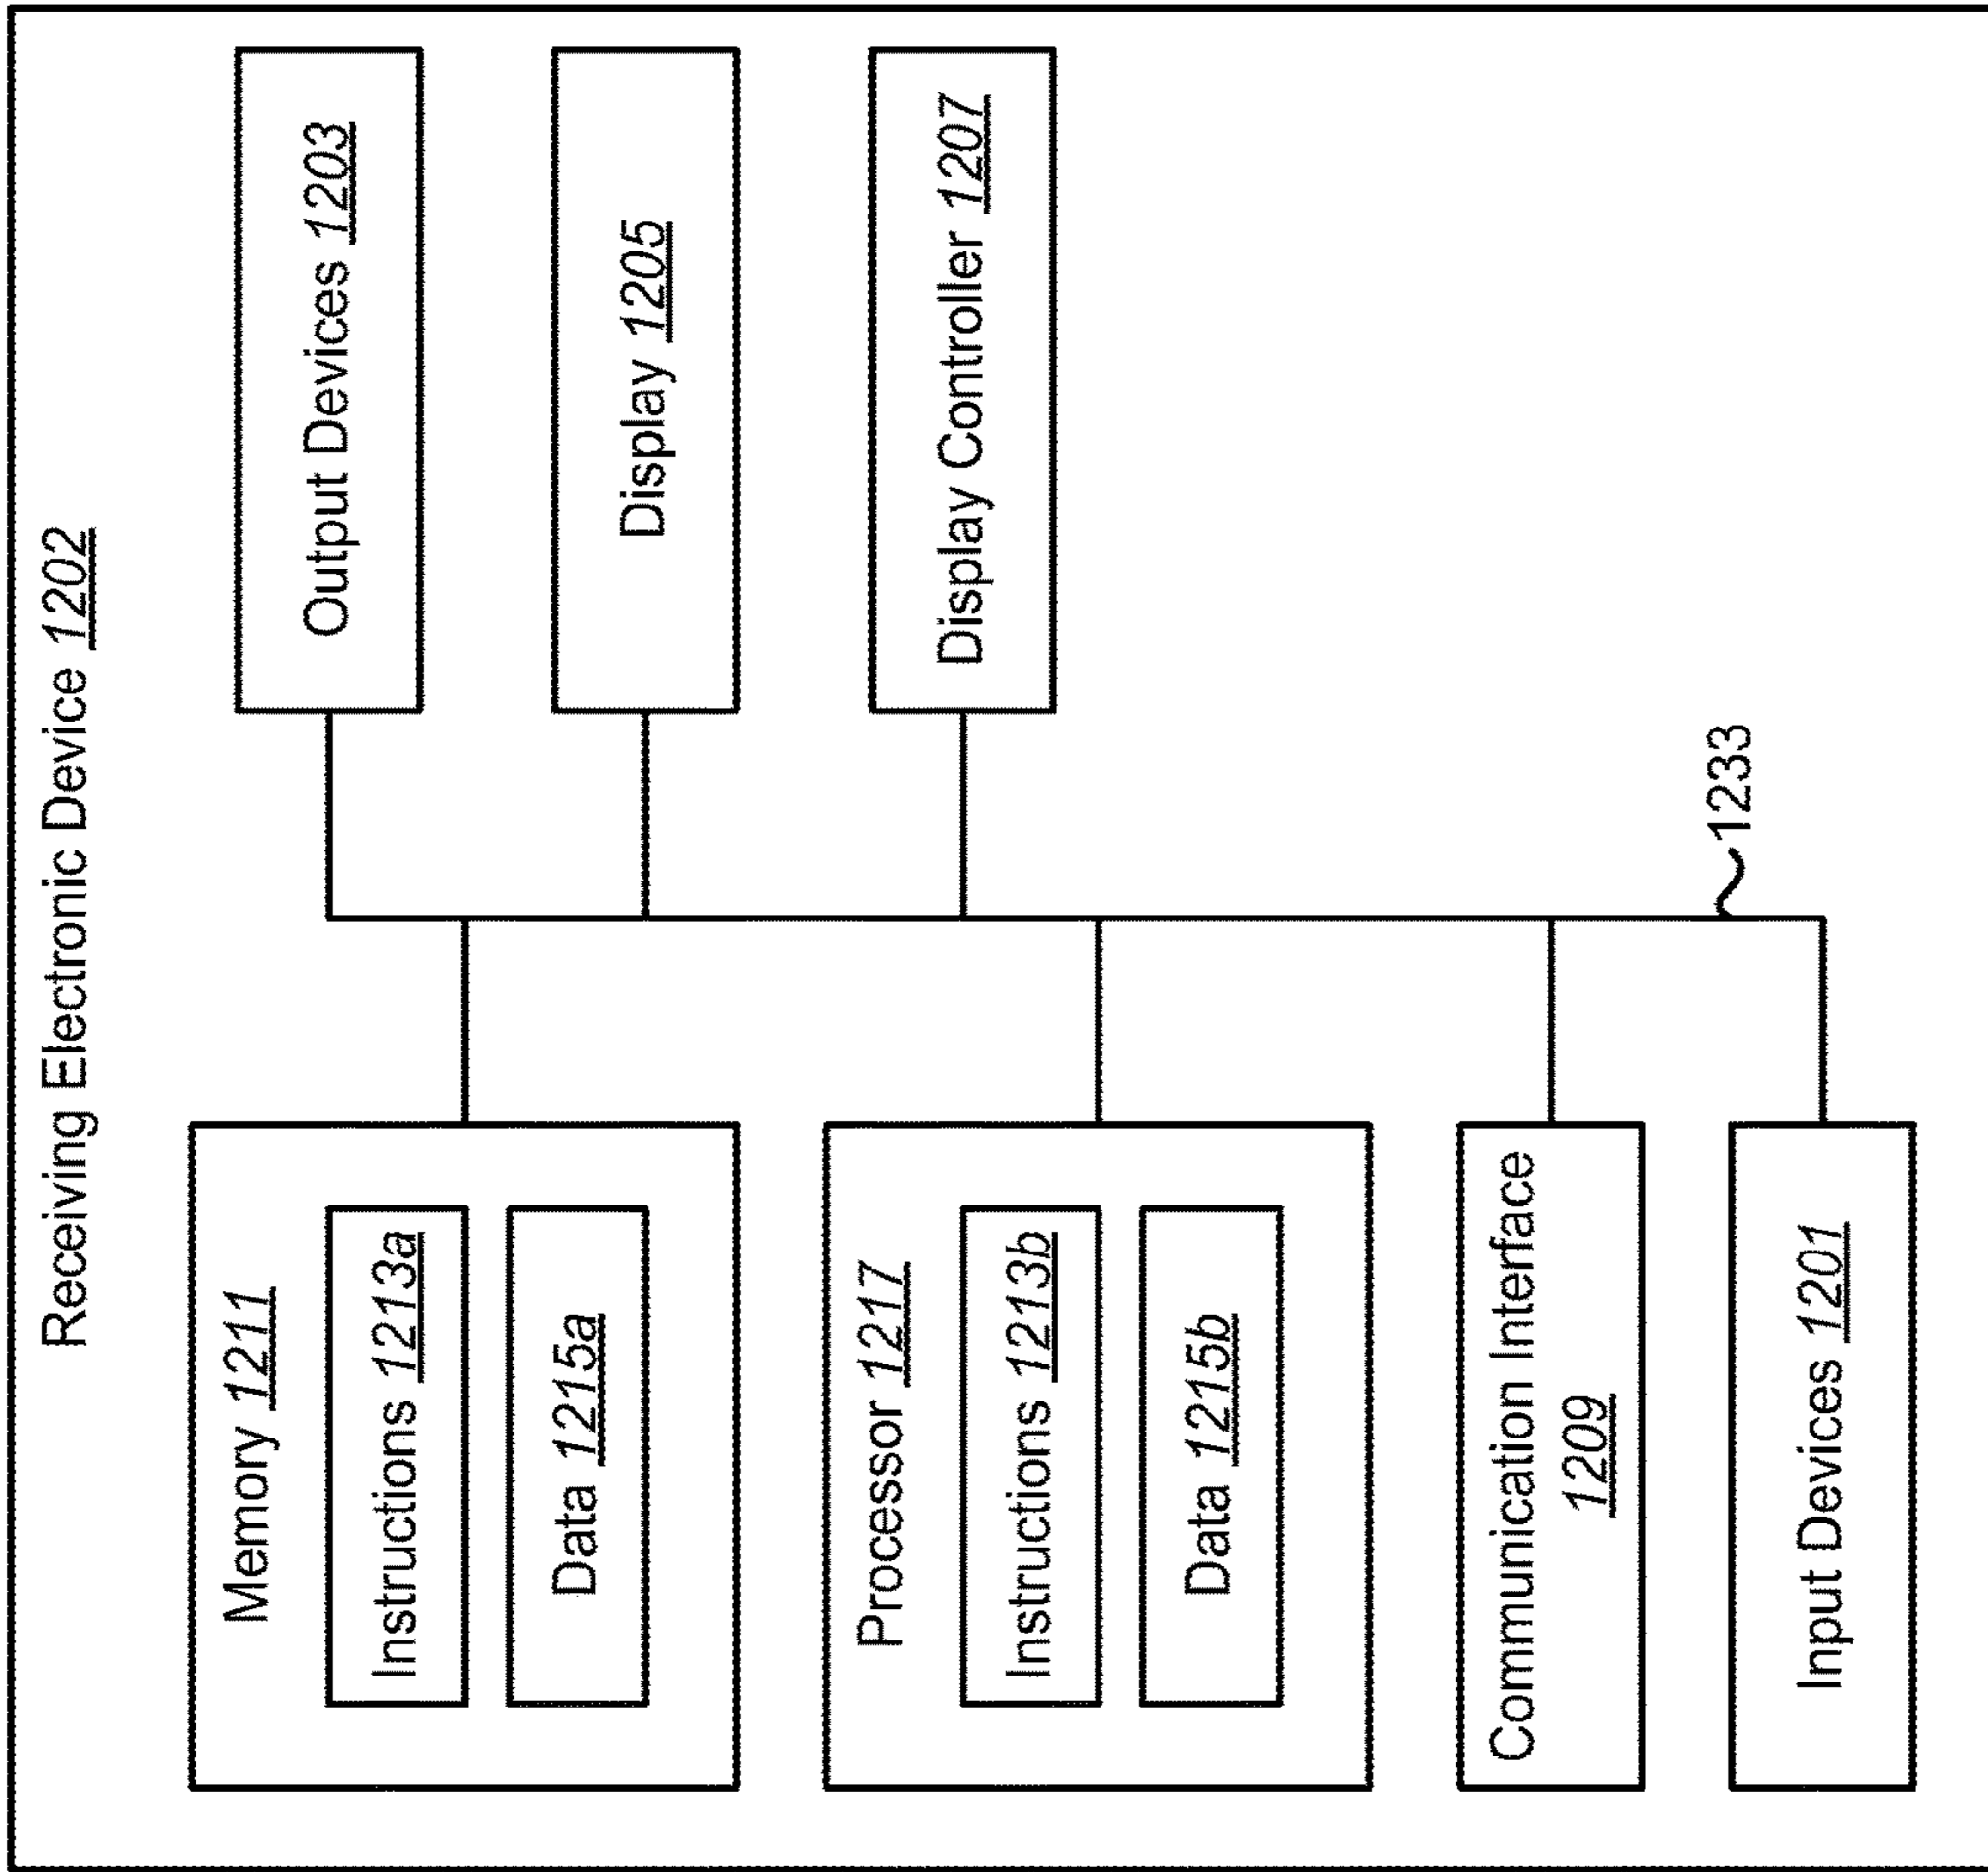 Receiving Electronic Device 1202
Memory 1211
Instructions 1213a
Data 1215a
Processor 1217
Instructions 1213b
Data 1215b
Communication Interface
1209
Input Devices 1201
Output Devices 1203
Display 1205
Display Controller 1207
1233